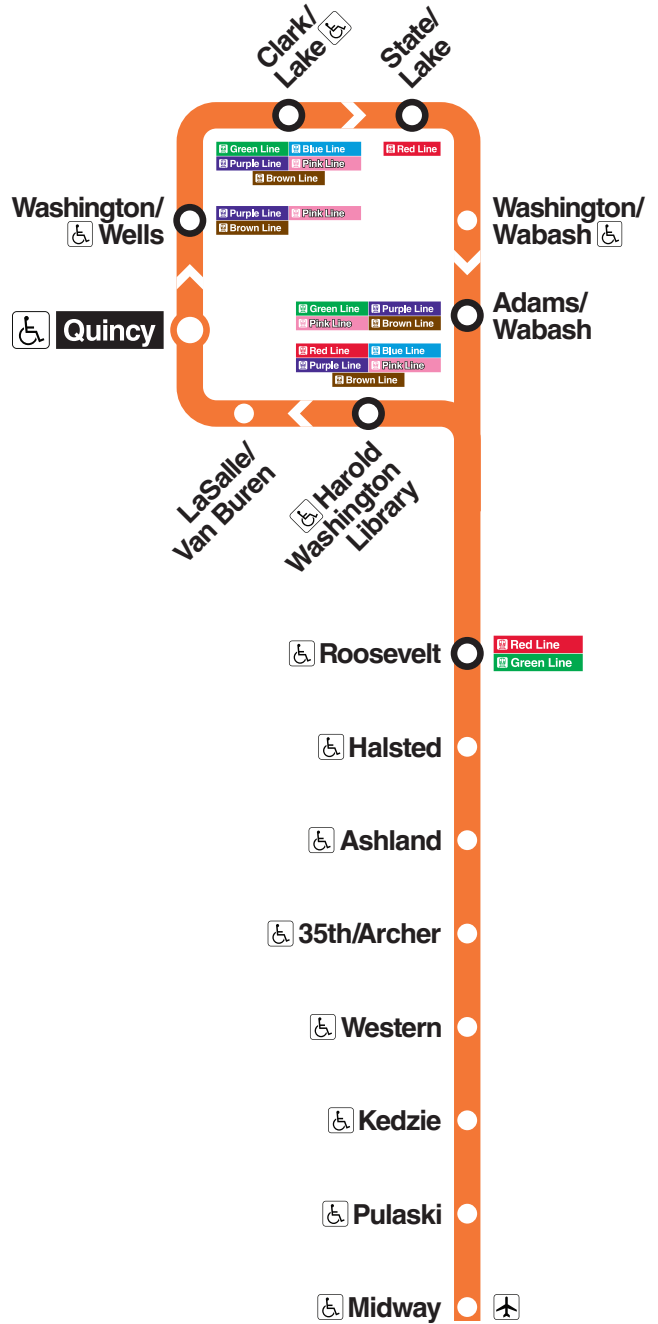 Clark/
Lake
State/
Lake
Green Line
Blue Line
Purple Line
Pink Line
Brown Line
Red Line
Washington/
Wells
Purple Line
Pink Line
Brown Line
Washington/
Wabash
Quincy
Green Line
Purple Line
Pink Line
Brown Line
Adams/
Wabash
Red Line
Blue Line
Purple Line
Pink Line
Brown Line
LaSalle/
Van Buren
Harold
Washington
Library
Roosevelt
Red Line
Green Line
Halsted
Ashland
35th/Archer
Western
Kedzie
Pulaski
Midway